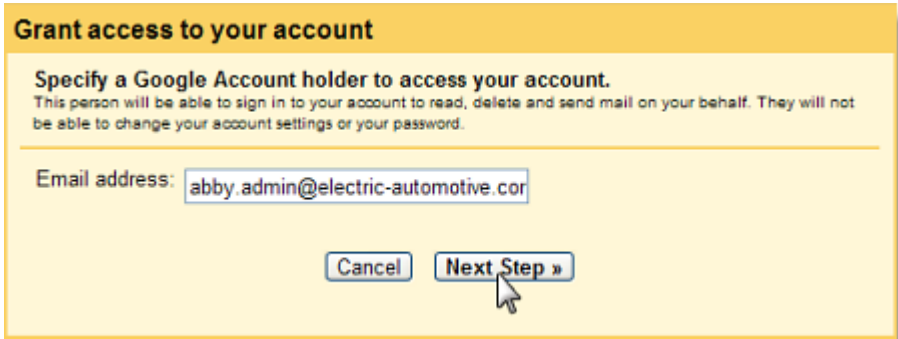 Grant access to your account
Specify a Google Account holder to access your account.
This person will be able to sign in to your account to read, delete and send mail on your behalf. They will not
be able to change your account settings or your password.
Email address: abby.admin@electric-automotive.cor
Cancel Next Step »